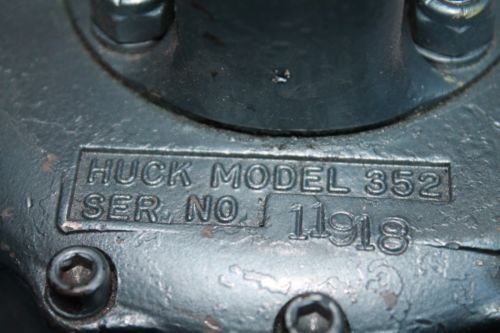 HUCK MODEL 352
SER. NO. 11918